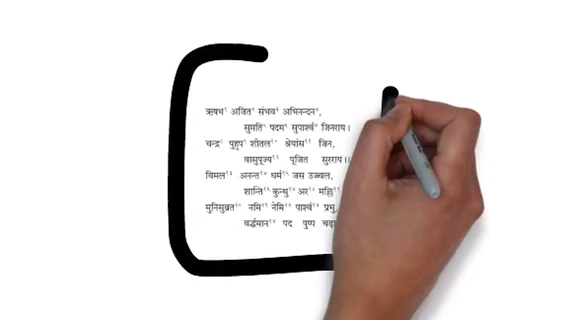 ऋषभ¹ अजित² संभव³ अभिनन्दन⁴,
सुमति⁵ पदम⁶ सुपार्श्व⁷ जिनराय।
चन्द्र⁸ पुहुप⁹ शीतल¹⁰ श्रेयांस¹¹ जिन,
वासुपूज्य¹² पूजित सुरराय।।
विमल¹³ अनन्त¹⁴ धर्म¹⁵ जस उज्ज्वल,
शान्ति¹⁶ कुन्थु¹⁷ अर¹⁸ मल्लि¹⁹
मुनिसुव्रत²⁰ नमि²¹ नेमि²² पार्श्व²³ प्रभु,
वर्द्धमान²⁴ पद पुष्प